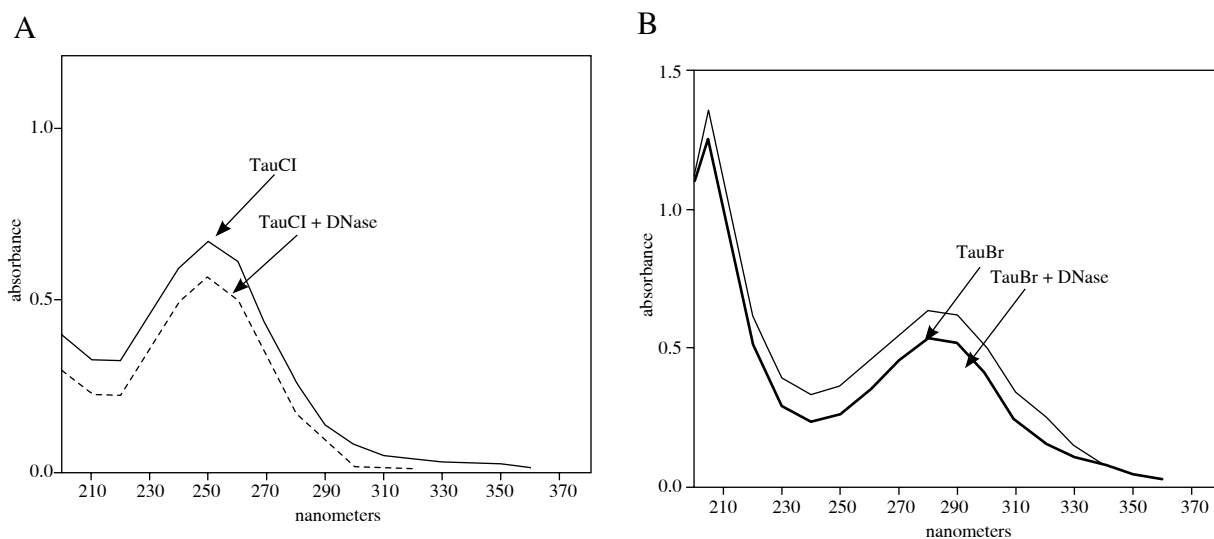 A
1.0
0.5
0.0
absorbance
TauCI
TauCI + DNase
210 230 250 270 290 310 330 350 370
nanometers
B
1.5
1.0
0.5
0.0
absorbance
TauBr
TauBr + DNase
210 230 250 270 290 310 330 350 370
nanometers